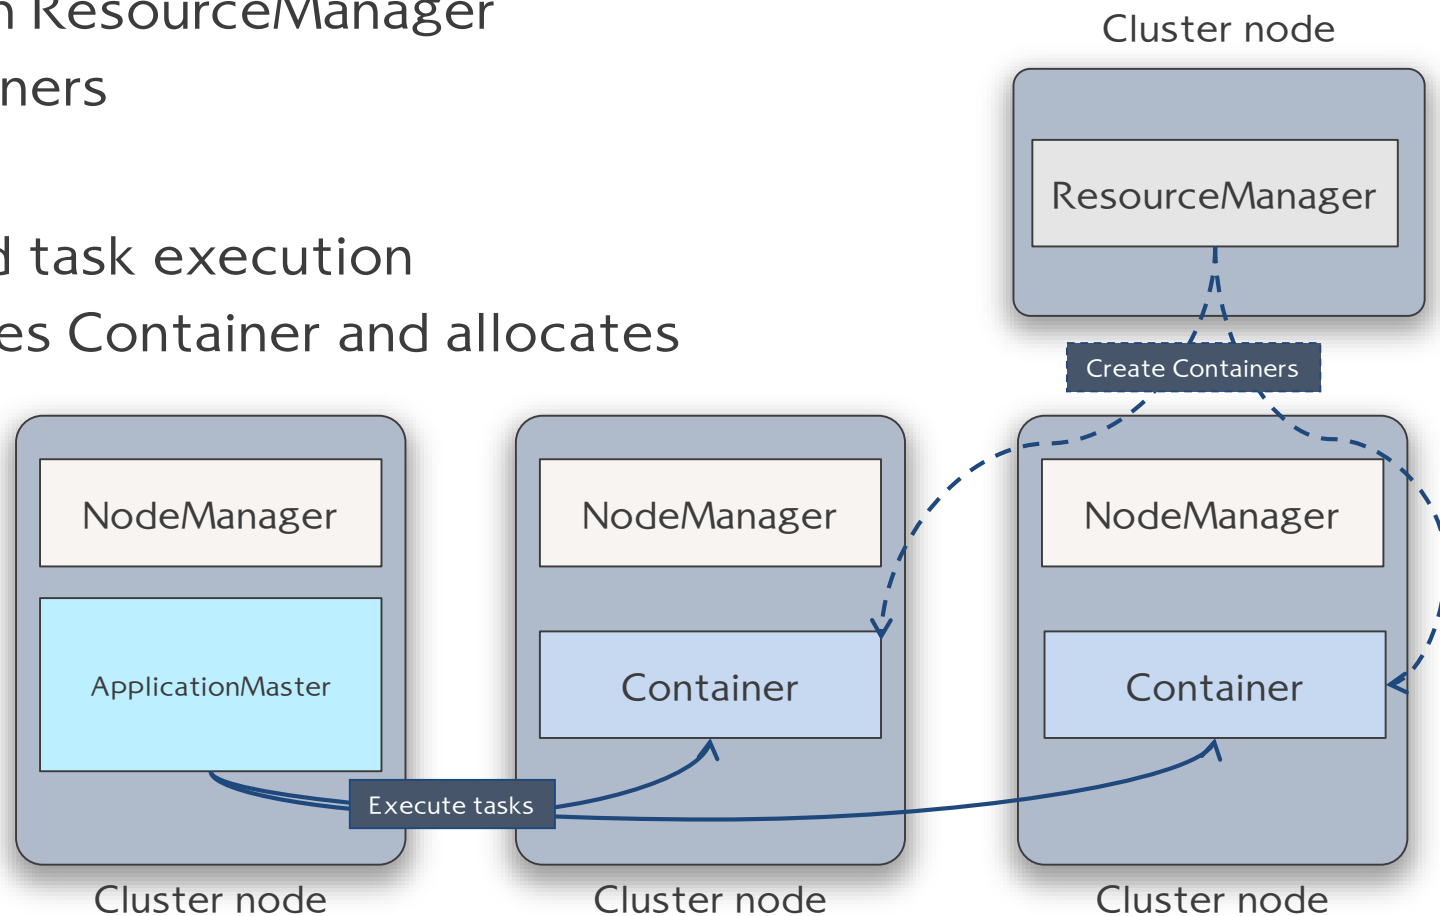 n ResourceManager
ners
d task execution
es Container and allocates
Cluster node
ResourceManager
Create Containers
NodeManager
NodeManager
NodeManager
ApplicationMaster
Container
Container
Execute tasks
Cluster node
Cluster node
Cluster node